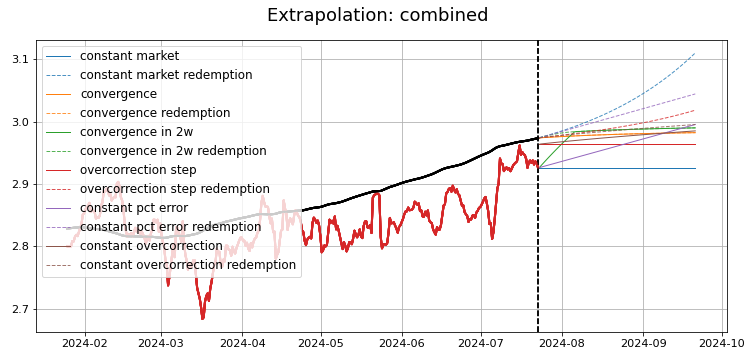 Extrapolation: combined
constant market
constant market redemption
convergence
convergence redemption
convergence in 2w
convergence in 2w redemption
overcorrection step
overcorrection step redemption
constant pct error
constant pct error redemption
constant overcorrection
constant overcorrection redemption
3.1
3.0
2.9
2.8
2.7
2024-02
2024-03
2024-04
2024-05
2024-06
2024-07
2024-08
2024-09
2024-10